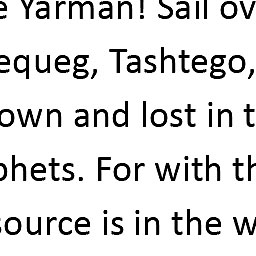 e Yarman! Sail ov
equeg, Tashtego,
own and lost in t
phets. For with th
source is in the w